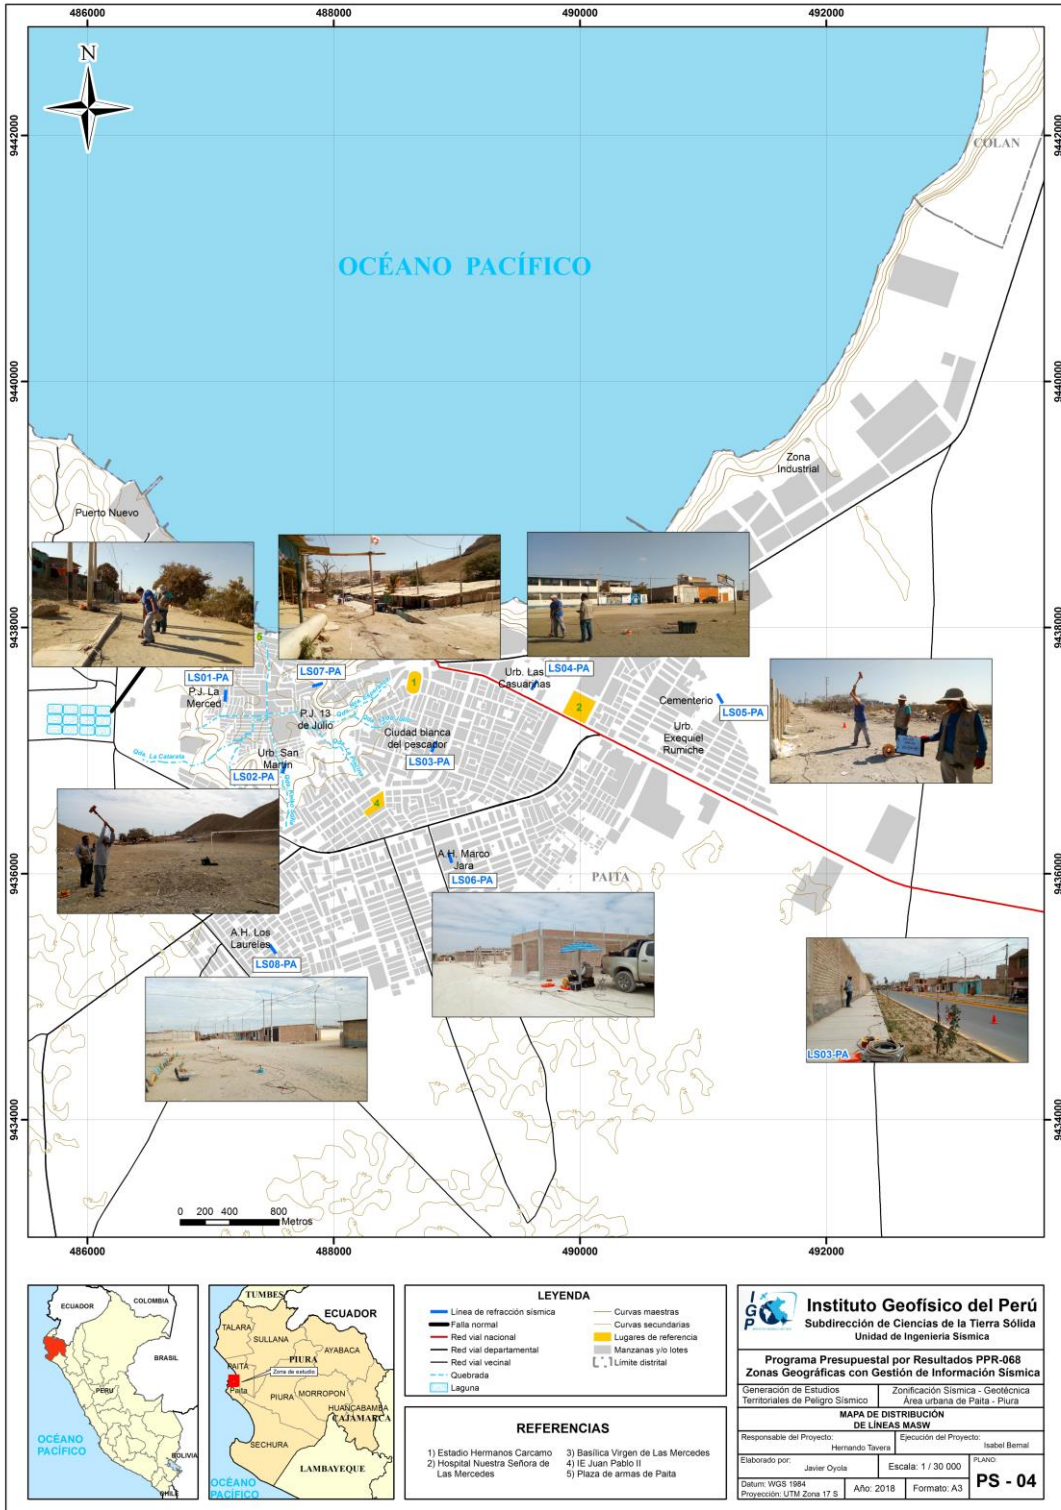 486000
488000
490000
492000
N
9442000
9442000
COLAN
OCÉANO PACÍFICO
9440000
9440000
Zona
Industrial
Puerto Nuevo
9438000
9438000
5
LS01-PA
P.J. La
Merced
LS07-PA
P.J. 13
de Julio
1
Urb. Las
Casuarinas
LS04-PA
2
Cementerio
LS05-PA
Urb.
Exequiel
Rumiche
Ciudad blanca
del pescador
LS03-PA
Qda. La Catarata
Urb. San
Martín
LS02-PA
4
9436000
9436000
A.H. Marco
Jara
LS06-PA
PAITA
A.H. Los
Laureles
LS08-PA
LS03-PA
9434000
9434000
0 200 400 800
Metros
486000
488000
490000
492000
ECUADOR
COLOMBIA
BRASIL
PERU
OCÉANO
PACÍFICO
BOLIVIA
CHILE
TUMBES
ECUADOR
TALARA
SULLANA
AYABACA
PAITA
PIURA
Zona de estudio
Paita
PIURA
MORROPON
HUANCABAMBA
CAJAMARCA
SECHURA
LAMBAYEQUE
OCÉANO
PACÍFICO
LEYENDA
Línea de refracción sísmica
Falla normal
Red vial nacional
Red vial departamental
Red vial vecinal
Quebrada
Laguna
Curvas maestras
Curvas secundarias
Lugares de referencia
Manzanas y/o lotes
Límite distrital
REFERENCIAS
1) Estadio Hermanos Carcamo
2) Hospital Nuestra Señora de
Las Mercedes
3) Basílica Virgen de Las Mercedes
4) IE Juan Pablo II
5) Plaza de armas de Paita
IGP
Instituto Geofísico del Perú
Subdirección de Ciencias de la Tierra Sólida
Unidad de Ingeniería Sísmica
Programa Presupuestal por Resultados PPR-068
Zonas Geográficas con Gestión de Información Sísmica
Generación de Estudios
Territoriales de Peligro Sísmico
Zonificación Sísmica - Geotécnica
Área urbana de Paita - Piura
MAPA DE DISTRIBUCIÓN
DE LÍNEAS MASW
Responsable del Proyecto:
Hernando Tavera
Ejecución del Proyecto:
Isabel Bernal
Elaborado por:
Javier Oyola
Escala: 1 / 30 000
PLANO:
PS - 04
Datum: WGS 1984
Proyección: UTM Zona 17 S
Año: 2018
Formato: A3